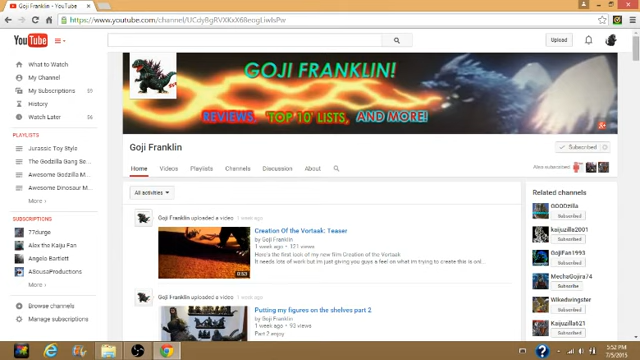 Goji Franklin - YouTube
https://www.youtube.com/channel/
YouTube
Upload
What to Watch
My Channel
My Subscriptions
History
Watch Later
PLAYLISTS
Jurassic Toy Style
The Godzilla Gang Se...
Awesome Godzilla M...
Awesome Dinosaur M...
More ›
SUBSCRIPTIONS
77durge
Alex the Kaiju Fan
Angela Bartlett
ASousaProductions
More ›
Browse channels
Manage subscriptions
GOJI FRANKLIN!
REVIEWS, 'TOP 10' LISTS, AND MORE!
Goji Franklin
Subscribed
Home Videos Playlists Channels Discussion About
Also subscribed
All activities
Goji Franklin uploaded a video 1 week ago
Creation Of the Vortaak: Teaser
by Goji Franklin
1 week ago • 121 views
Here's the first look of my new film Creation of the Vortaak
It needs lots of work but im just giving you guys a feel on what im trying to create this is onl...
0:53
Goji Franklin uploaded a video 1 week ago
Putting my figures on the shelves part 2
by Goji Franklin
1 week ago • 93 views
Part 2 enjoy
Related channels
Subscribed
kaijuzilla2001
Subscribed
GojiFan1993
Subscribed
MechaGojira74
Subscribed
Wikedwingster
Subscribed
Kaijuzilla621
Subscribed
5:52 PM
7/5/2015